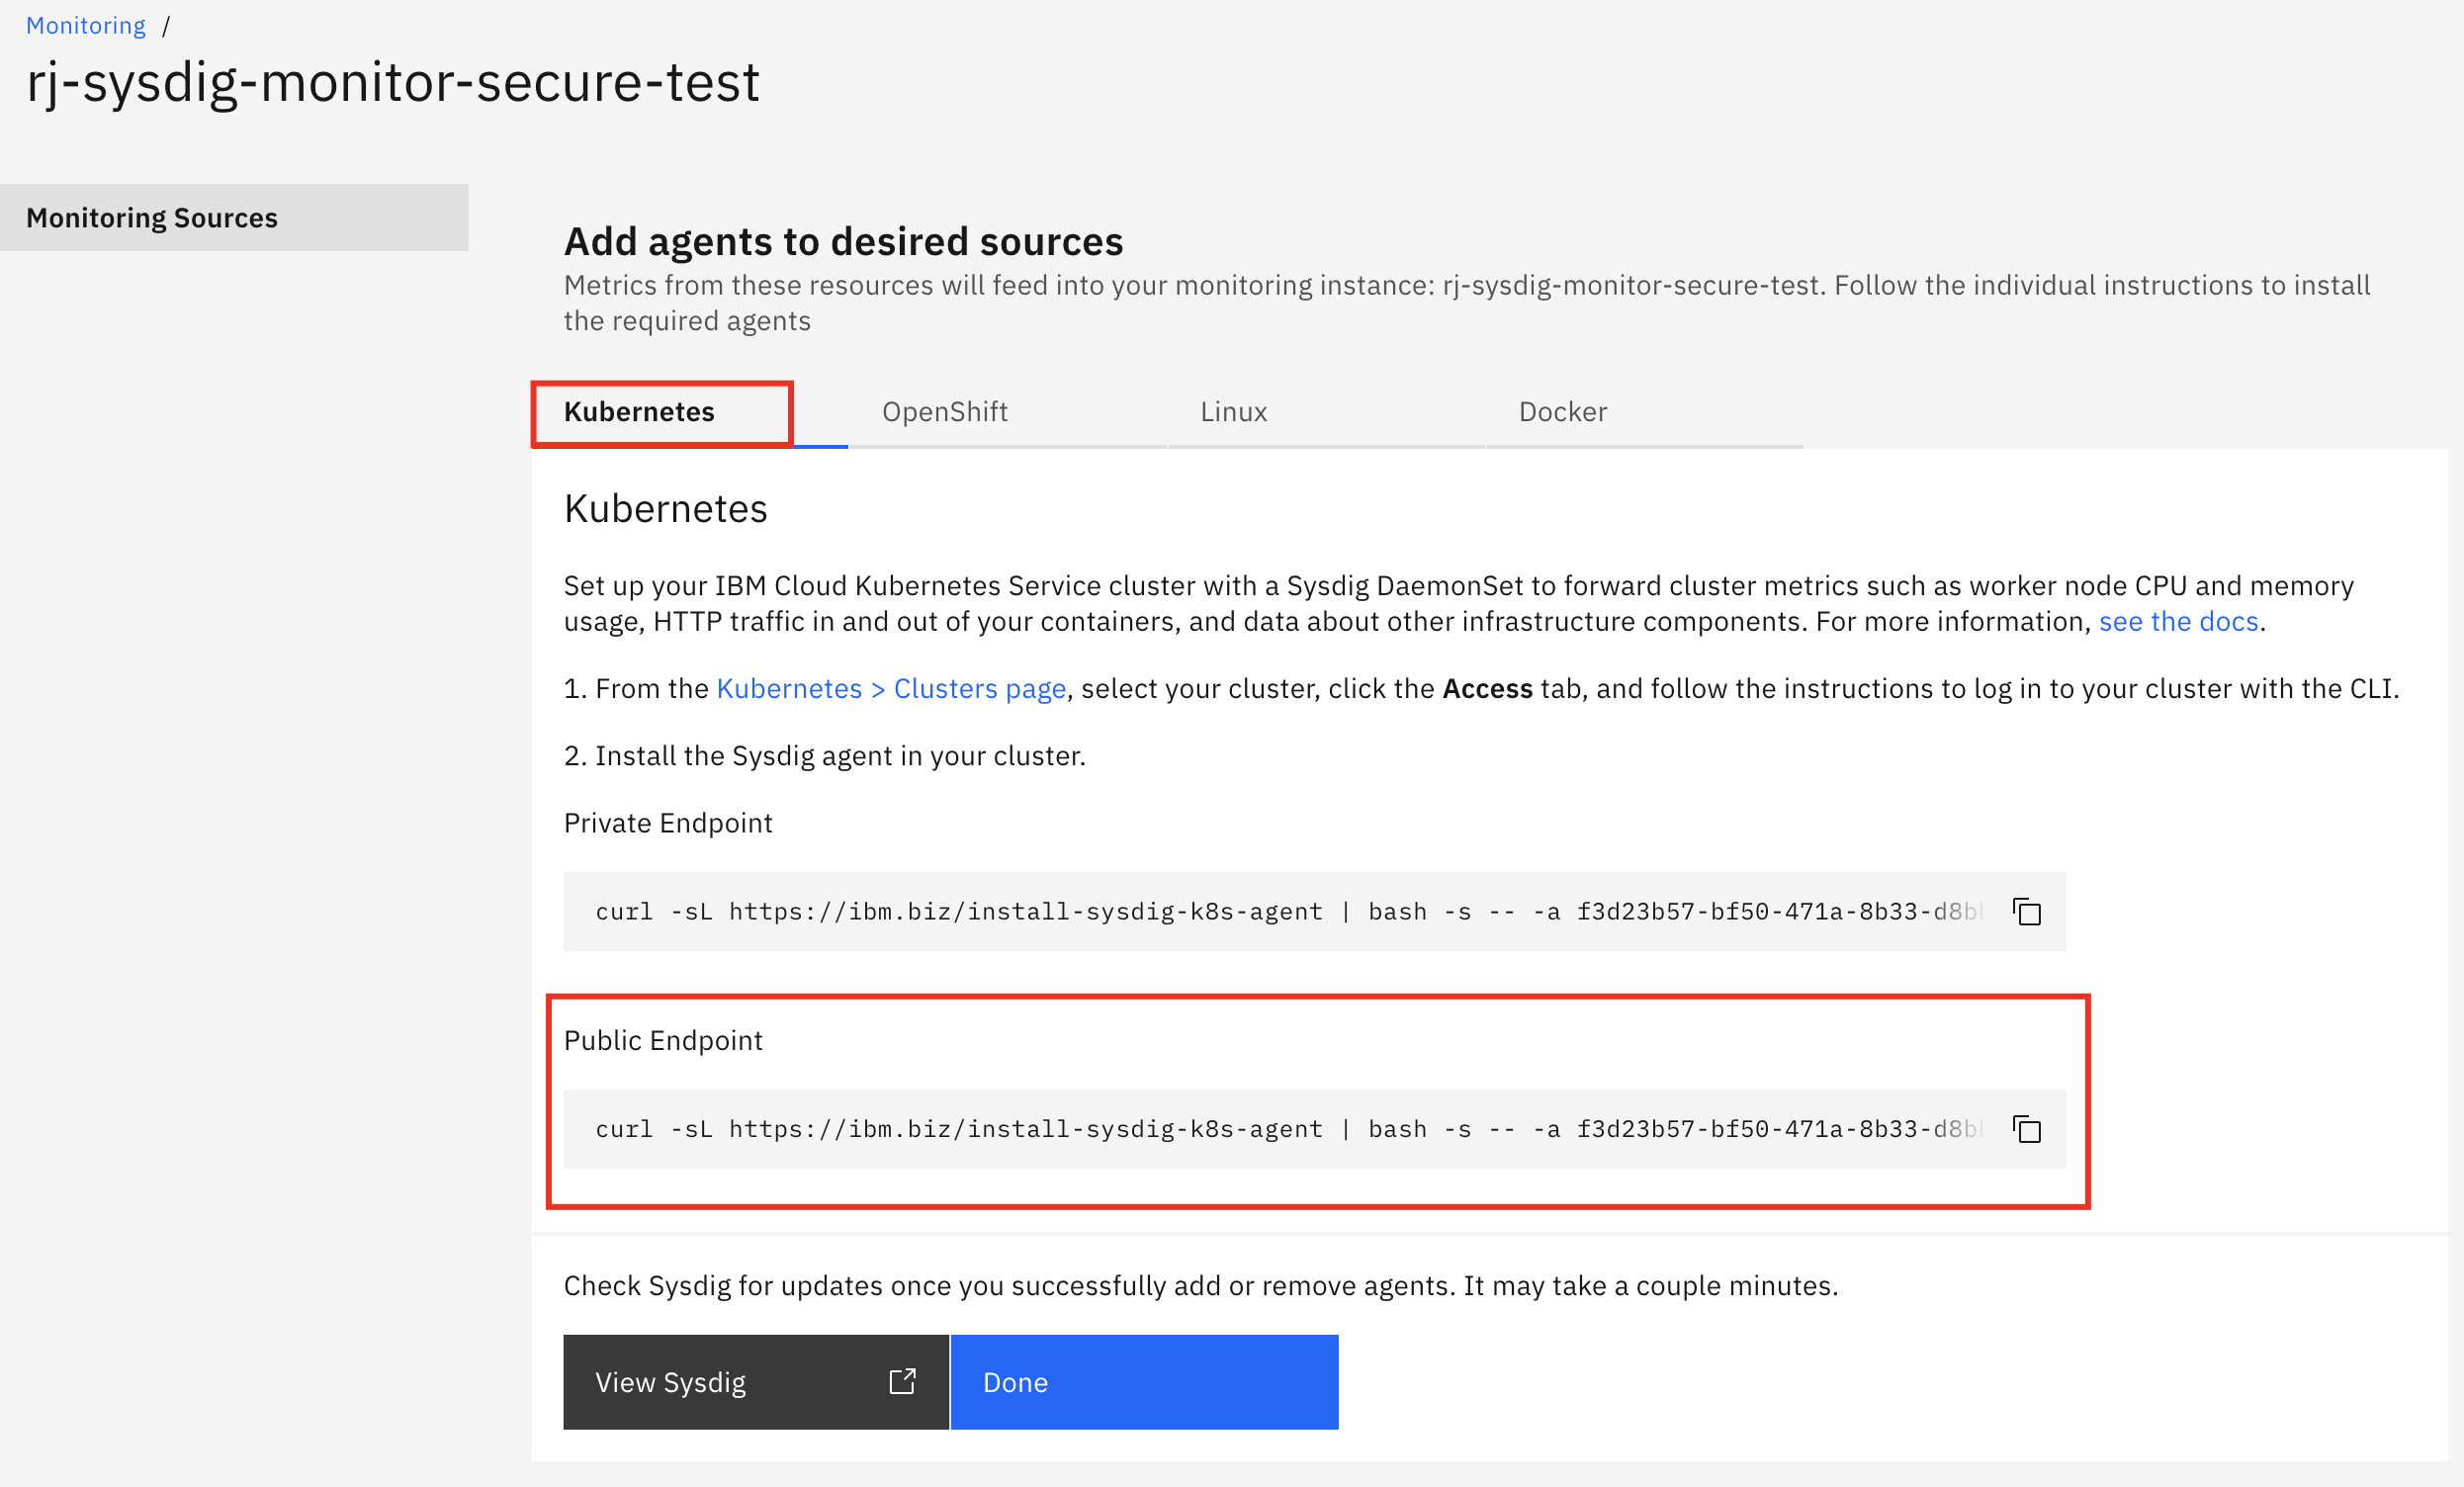 Monitoring /
rj-sysdig-monitor-secure-test
Monitoring Sources
Add agents to desired sources
Metrics from these resources will feed into your monitoring instance: rj-sysdig-monitor-secure-test. Follow the individual instructions to install
the required agents
Kubernetes OpenShift Linux Docker
Kubernetes
Set up your IBM Cloud Kubernetes Service cluster with a Sysdig DaemonSet to forward cluster metrics such as worker node CPU and memory
usage, HTTP traffic in and out of your containers, and data about other infrastructure components. For more information, see the docs.
1. From the Kubernetes > Clusters page, select your cluster, click the Access tab, and follow the instructions to log in to your cluster with the CLI.
2. Install the Sysdig agent in your cluster.
Private Endpoint
curl -sL https://ibm.biz/install-sysdig-k8s-agent | bash -s -- -a f3d23b57-bf50-471a-8b33-d8bb
Public Endpoint
curl -sL https://ibm.biz/install-sysdig-k8s-agent | bash -s -- -a f3d23b57-bf50-471a-8b33-d8bb
Check Sysdig for updates once you successfully add or remove agents. It may take a couple minutes.
View Sysdig Done